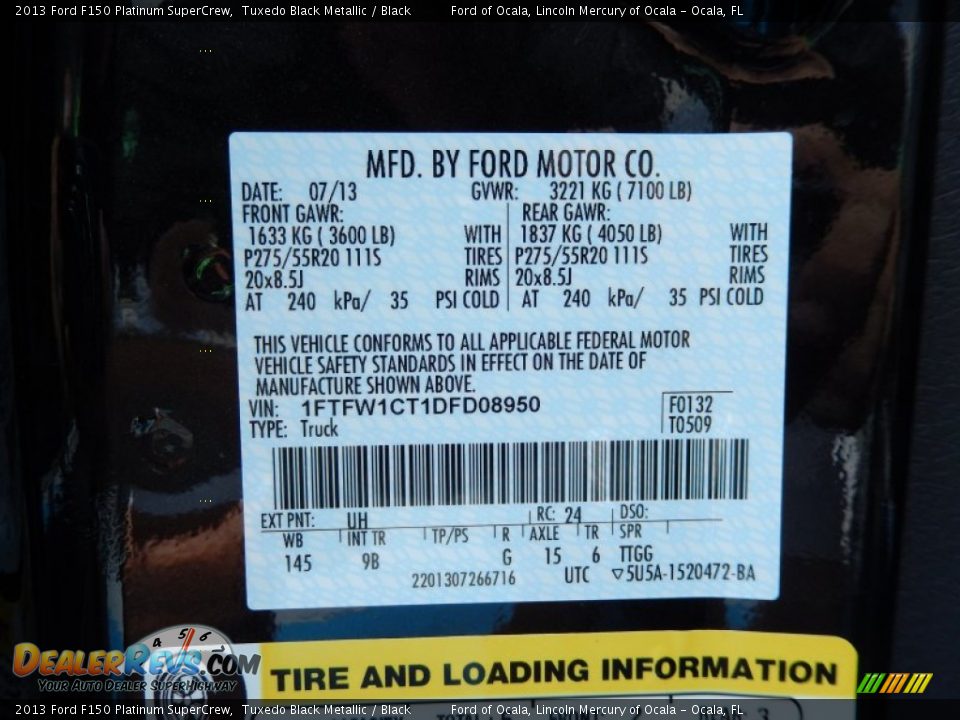 2013 Ford F150 Platinum SuperCrew, Tuxedo Black Metallic / Black Ford of Ocala, Lincoln Mercury of Ocala - Ocala, FL
MFD. BY FORD MOTOR CO.
DATE: 07/13 GVWR: 3221 KG ( 7100 LB)
FRONT GAWR: REAR GAWR:
1633 KG ( 3600 LB) WITH 1837 KG ( 4050 LB) WITH
P275/55R20 111S TIRES P275/55R20 111S TIRES
20x8.5J RIMS 20x8.5J RIMS
AT 240 kPa/ 35 PSI COLD AT 240 kPa/ 35 PSI COLD
THIS VEHICLE CONFORMS TO ALL APPLICABLE FEDERAL MOTOR
VEHICLE SAFETY STANDARDS IN EFFECT ON THE DATE OF
MANUFACTURE SHOWN ABOVE.
VIN: 1FTFW1CT1DFD08950 F0132
TYPE: Truck T0509
EXT PNT: UH RC: 24 DSO:
WB INT TR TP/PS R AXLE TR SPR
145 9B G 15 6 TTGG
2201307266716 UTC ▽5U5A-1520472-BA
4 5 6
DEALERREVS.COM
YOUR AUTO DEALER SUPERHIGHWAY
TIRE AND LOADING INFORMATION
2013 Ford F150 Platinum SuperCrew, Tuxedo Black Metallic / Black Ford of Ocala, Lincoln Mercury of Ocala - Ocala, FL